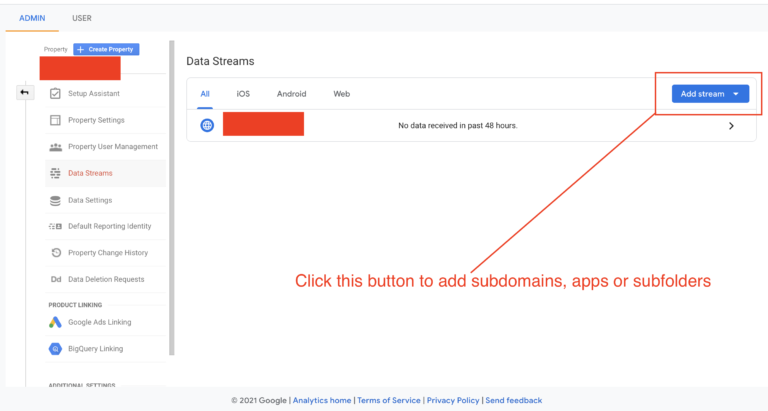 ADMIN USER
Property + Create Property
Data Streams
All iOS Android Web
Add stream
Setup Assistant
No data received in past 48 hours.
Property Settings
Property User Management
Data Streams
Data Settings
Default Reporting Identity
Property Change History
Dd Data Deletion Requests
Click this button to add subdomains, apps or subfolders
PRODUCT LINKING
Google Ads Linking
BigQuery Linking
ADDITIONAL SETTINGS
© 2021 Google | Analytics home | Terms of Service | Privacy Policy | Send feedback